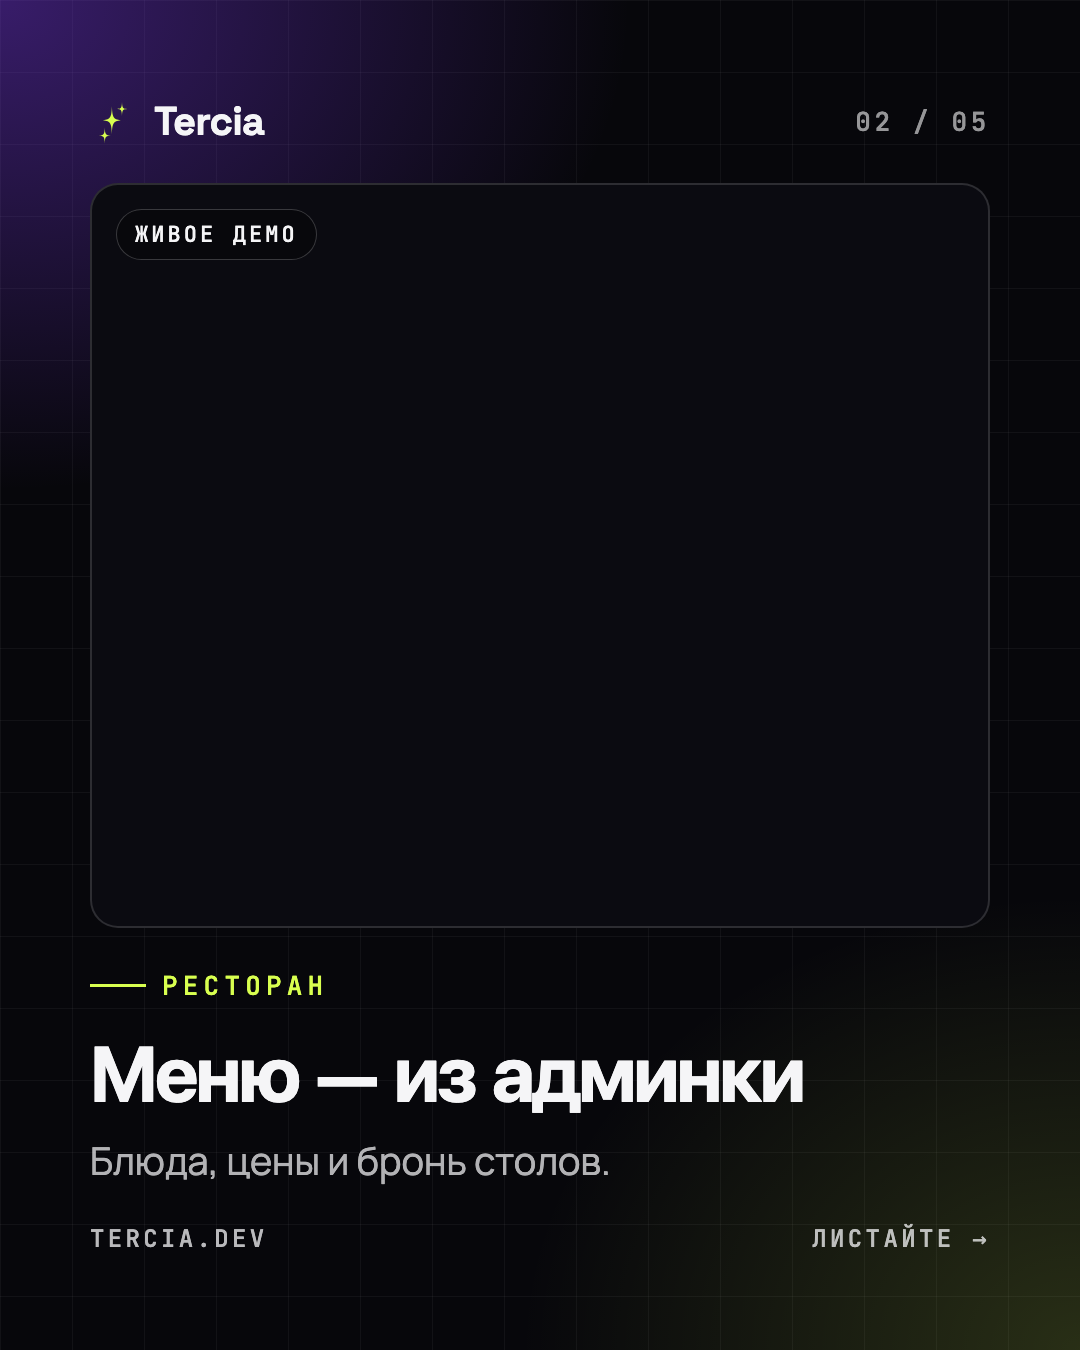 Tercia
02 / 05
ЖИВОЕ ДЕМО
РЕСТОРАН
Меню — из админки
Блюда, цены и бронь столов.
TERCIA.DEV
ЛИСТАЙТЕ →